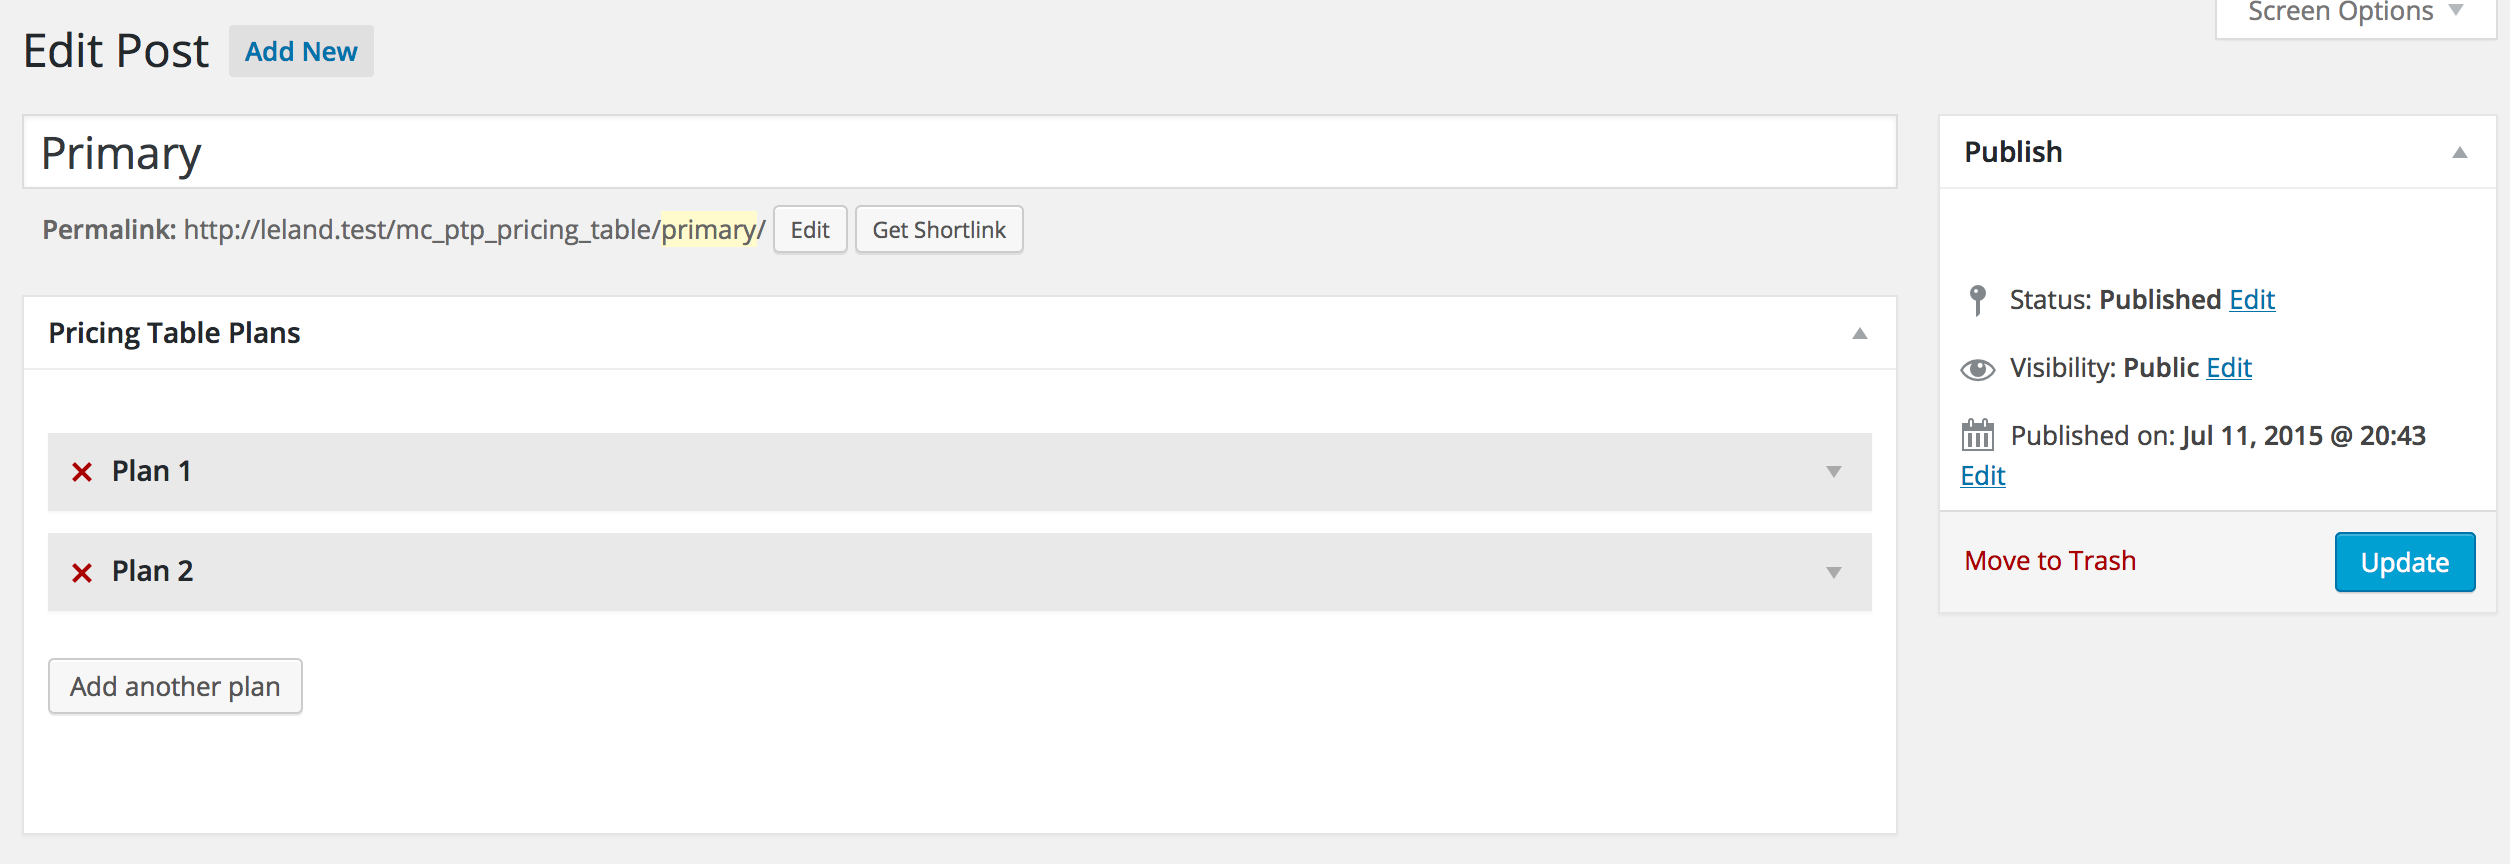 Screen Options
Edit Post Add New
Primary
Permalink: http://leland.test/mc_ptp_pricing_table/primary/ Edit Get Shortlink
Pricing Table Plans
Plan 1
Plan 2
Add another plan
Publish
Status: Published Edit
Visibility: Public Edit
Published on: Jul 11, 2015 @ 20:43
Edit
Move to Trash Update